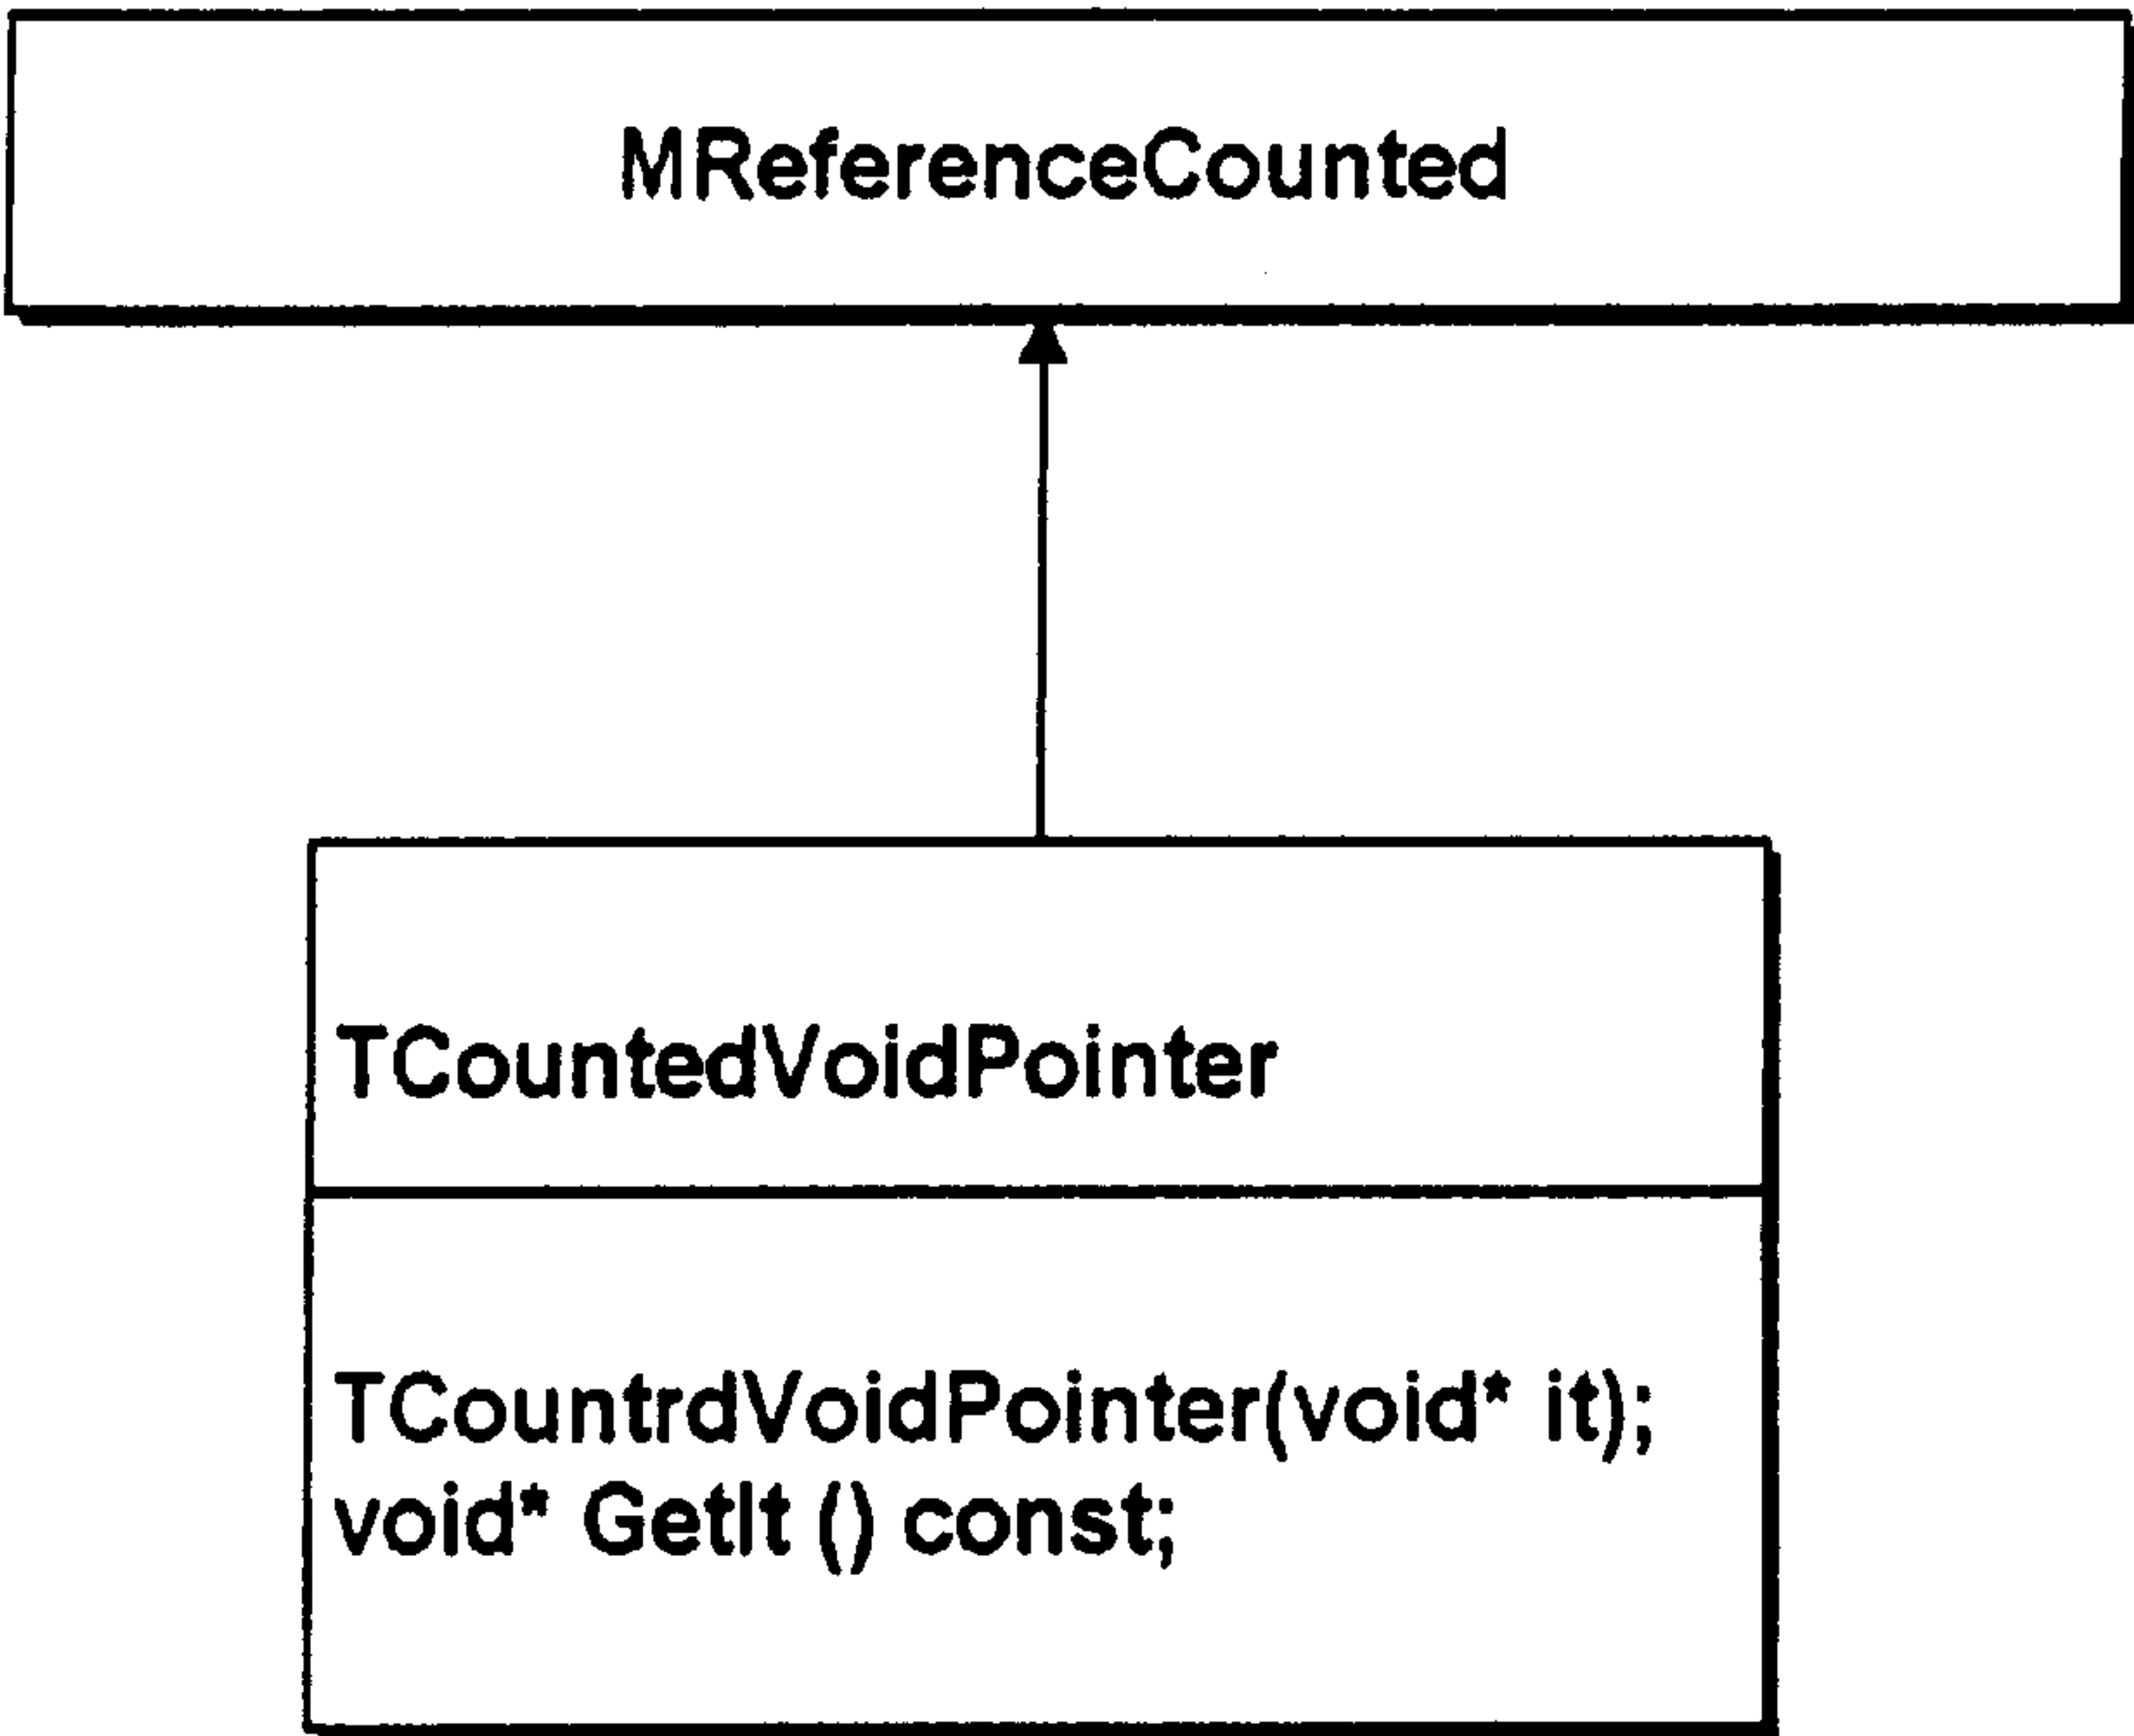 MReferenceCounted
TCountedVoidPointer
TCountrdVoidPointer(void* it);
void* GetIt () const;